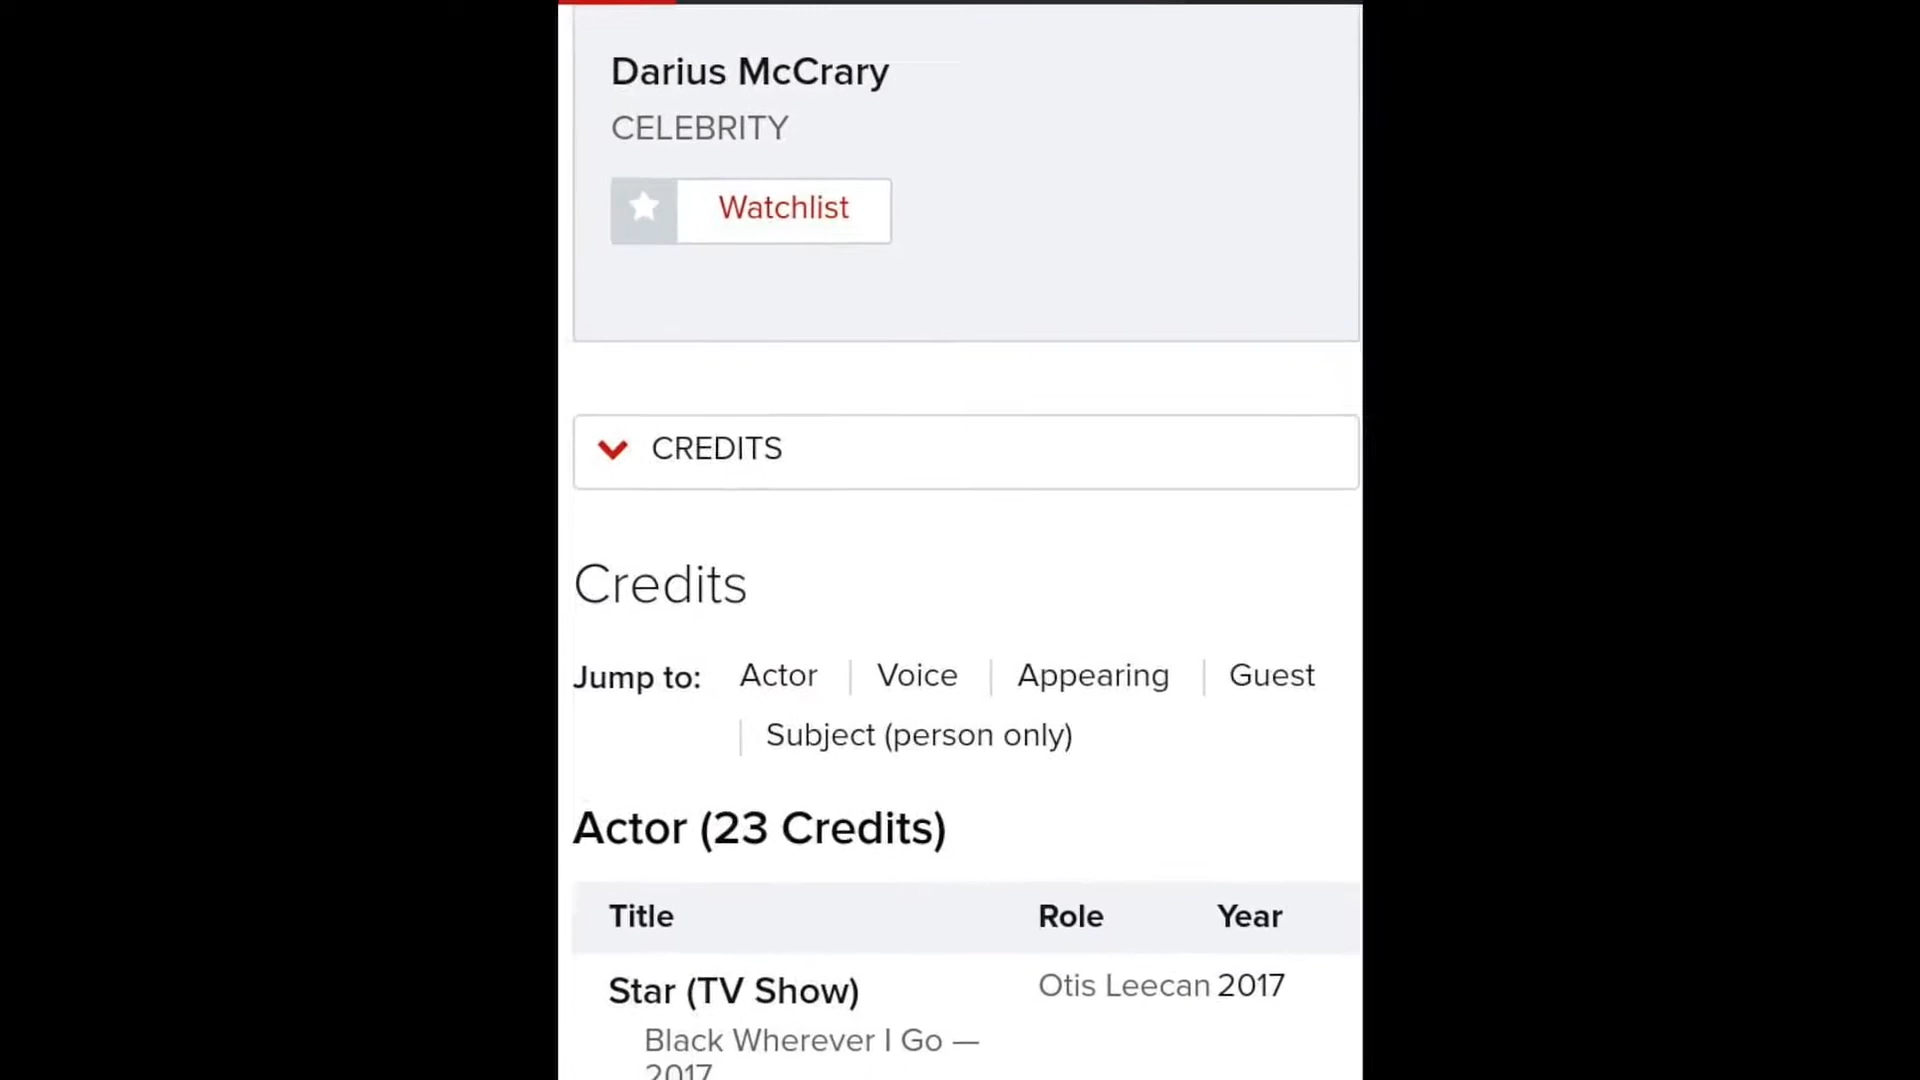 Darius McCrary
CELEBRITY
Watchlist
CREDITS
Credits
Jump to: Actor Voice Appearing Guest
Subject (person only)
Actor (23 Credits)
Title Role Year
Star (TV Show) Otis Leecan 2017
Black Wherever I Go —
2017